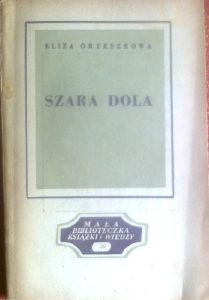 ELIZA ORZESZKOWA
SZARA DOLA
MAŁA
BIBLIOTECZKA
KSIĄŻKI i WIEDZY